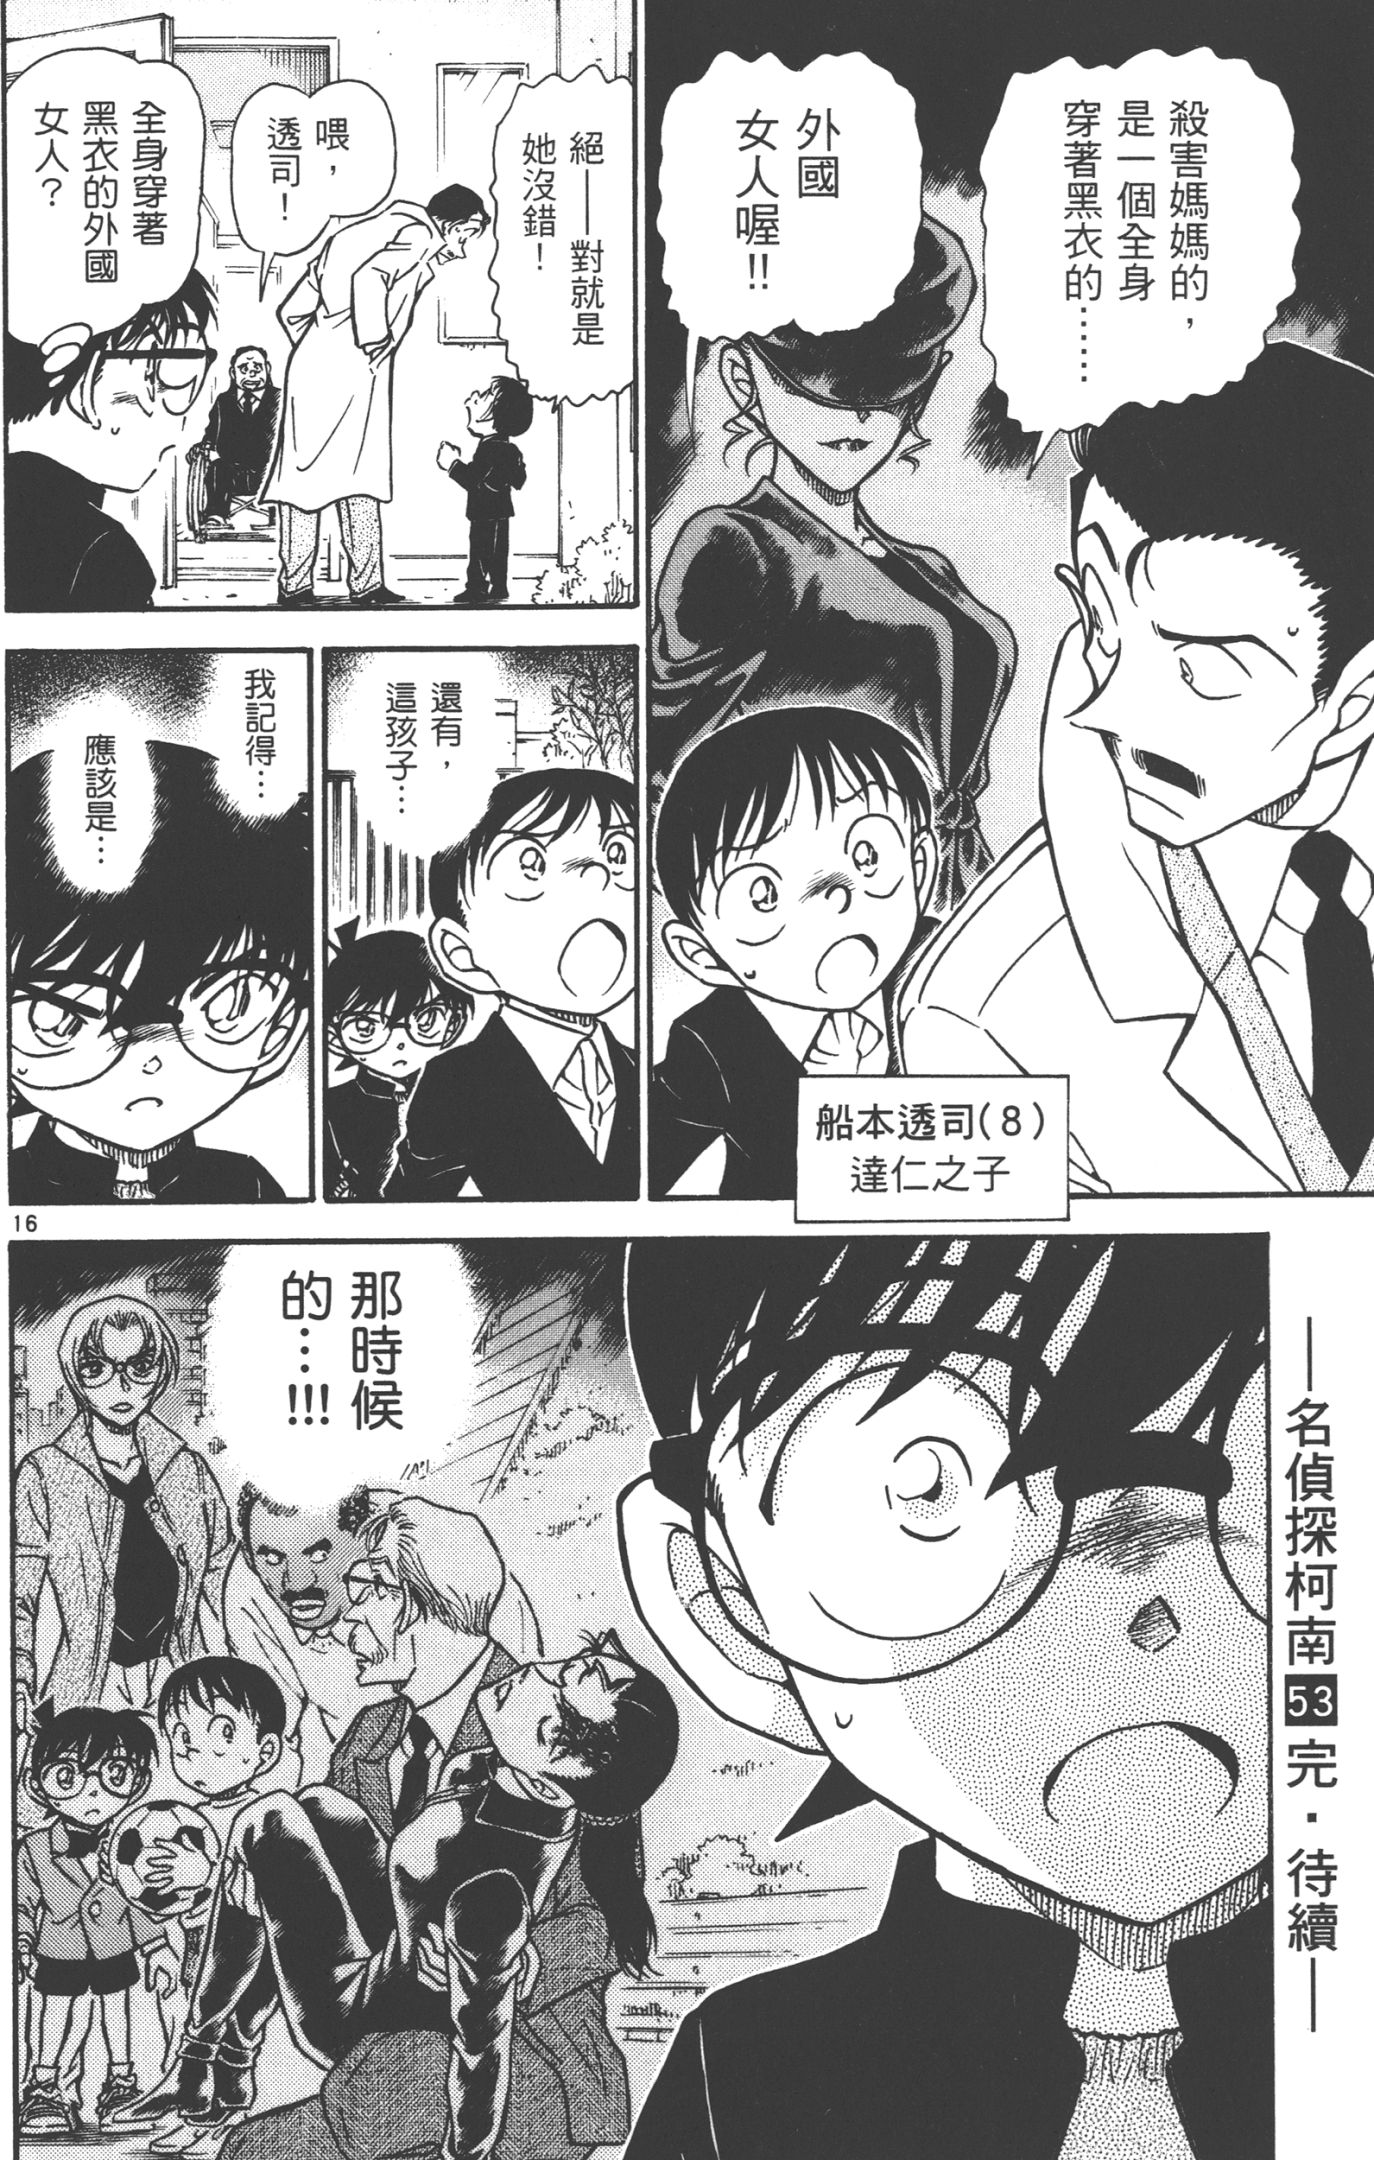 殺害媽媽的，
是一個全身
穿著黑衣的……
外國
女人喔!!
船本透司(8)
達仁之子
絕——對就是
她沒錯！
喂，
透司！
全身穿著
黑衣的外國
女人？
還有，
這孩子…
我記得…
應該是…
16
那時候
的…!!!
——名偵探柯南53完・待續——